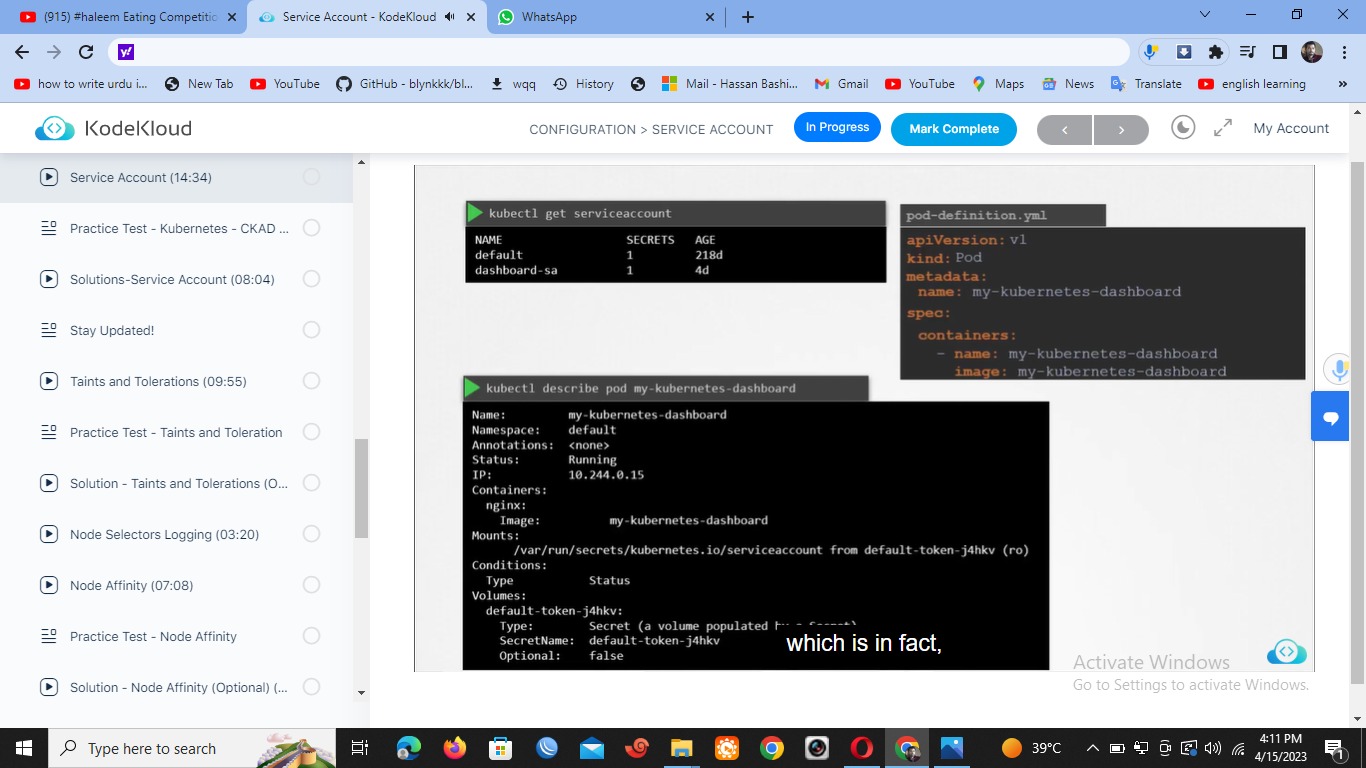 (915) #haleem Eating Competitio
Service Account - KodeKloud
WhatsApp
y!
how to write urdu i...
New Tab
YouTube
GitHub - blynkkk/bl...
wqq
History
Mail - Hassan Bashi...
Gmail
YouTube
Maps
News
Translate
english learning
»
KodeKloud
CONFIGURATION > SERVICE ACCOUNT
In Progress
Mark Complete
My Account
Service Account (14:34)
Practice Test - Kubernetes - CKAD ...
Solutions-Service Account (08:04)
Stay Updated!
Taints and Tolerations (09:55)
Practice Test - Taints and Toleration
Solution - Taints and Tolerations (O...
Node Selectors Logging (03:20)
Node Affinity (07:08)
Practice Test - Node Affinity
Solution - Node Affinity (Optional) (...
kubectl get serviceaccount
NAME SECRETS AGE
default 1 218d
dashboard-sa 1 4d
pod-definition.yml
apiVersion: v1
kind: Pod
metadata:
name: my-kubernetes-dashboard
spec:
containers:
- name: my-kubernetes-dashboard
image: my-kubernetes-dashboard
kubectl describe pod my-kubernetes-dashboard
Name: my-kubernetes-dashboard
Namespace: default
Annotations: <none>
Status: Running
IP: 10.244.0.15
Containers:
nginx:
Image: my-kubernetes-dashboard
Mounts:
/var/run/secrets/kubernetes.io/serviceaccount from default-token-j4hkv (ro)
Conditions:
Type Status
Volumes:
default-token-j4hkv:
Type: Secret (a volume populated by a Secret)
SecretName: default-token-j4hkv
Optional: false
which is in fact,
Activate Windows
Go to Settings to activate Windows.
Type here to search
39°C
4:11 PM
4/15/2023
1